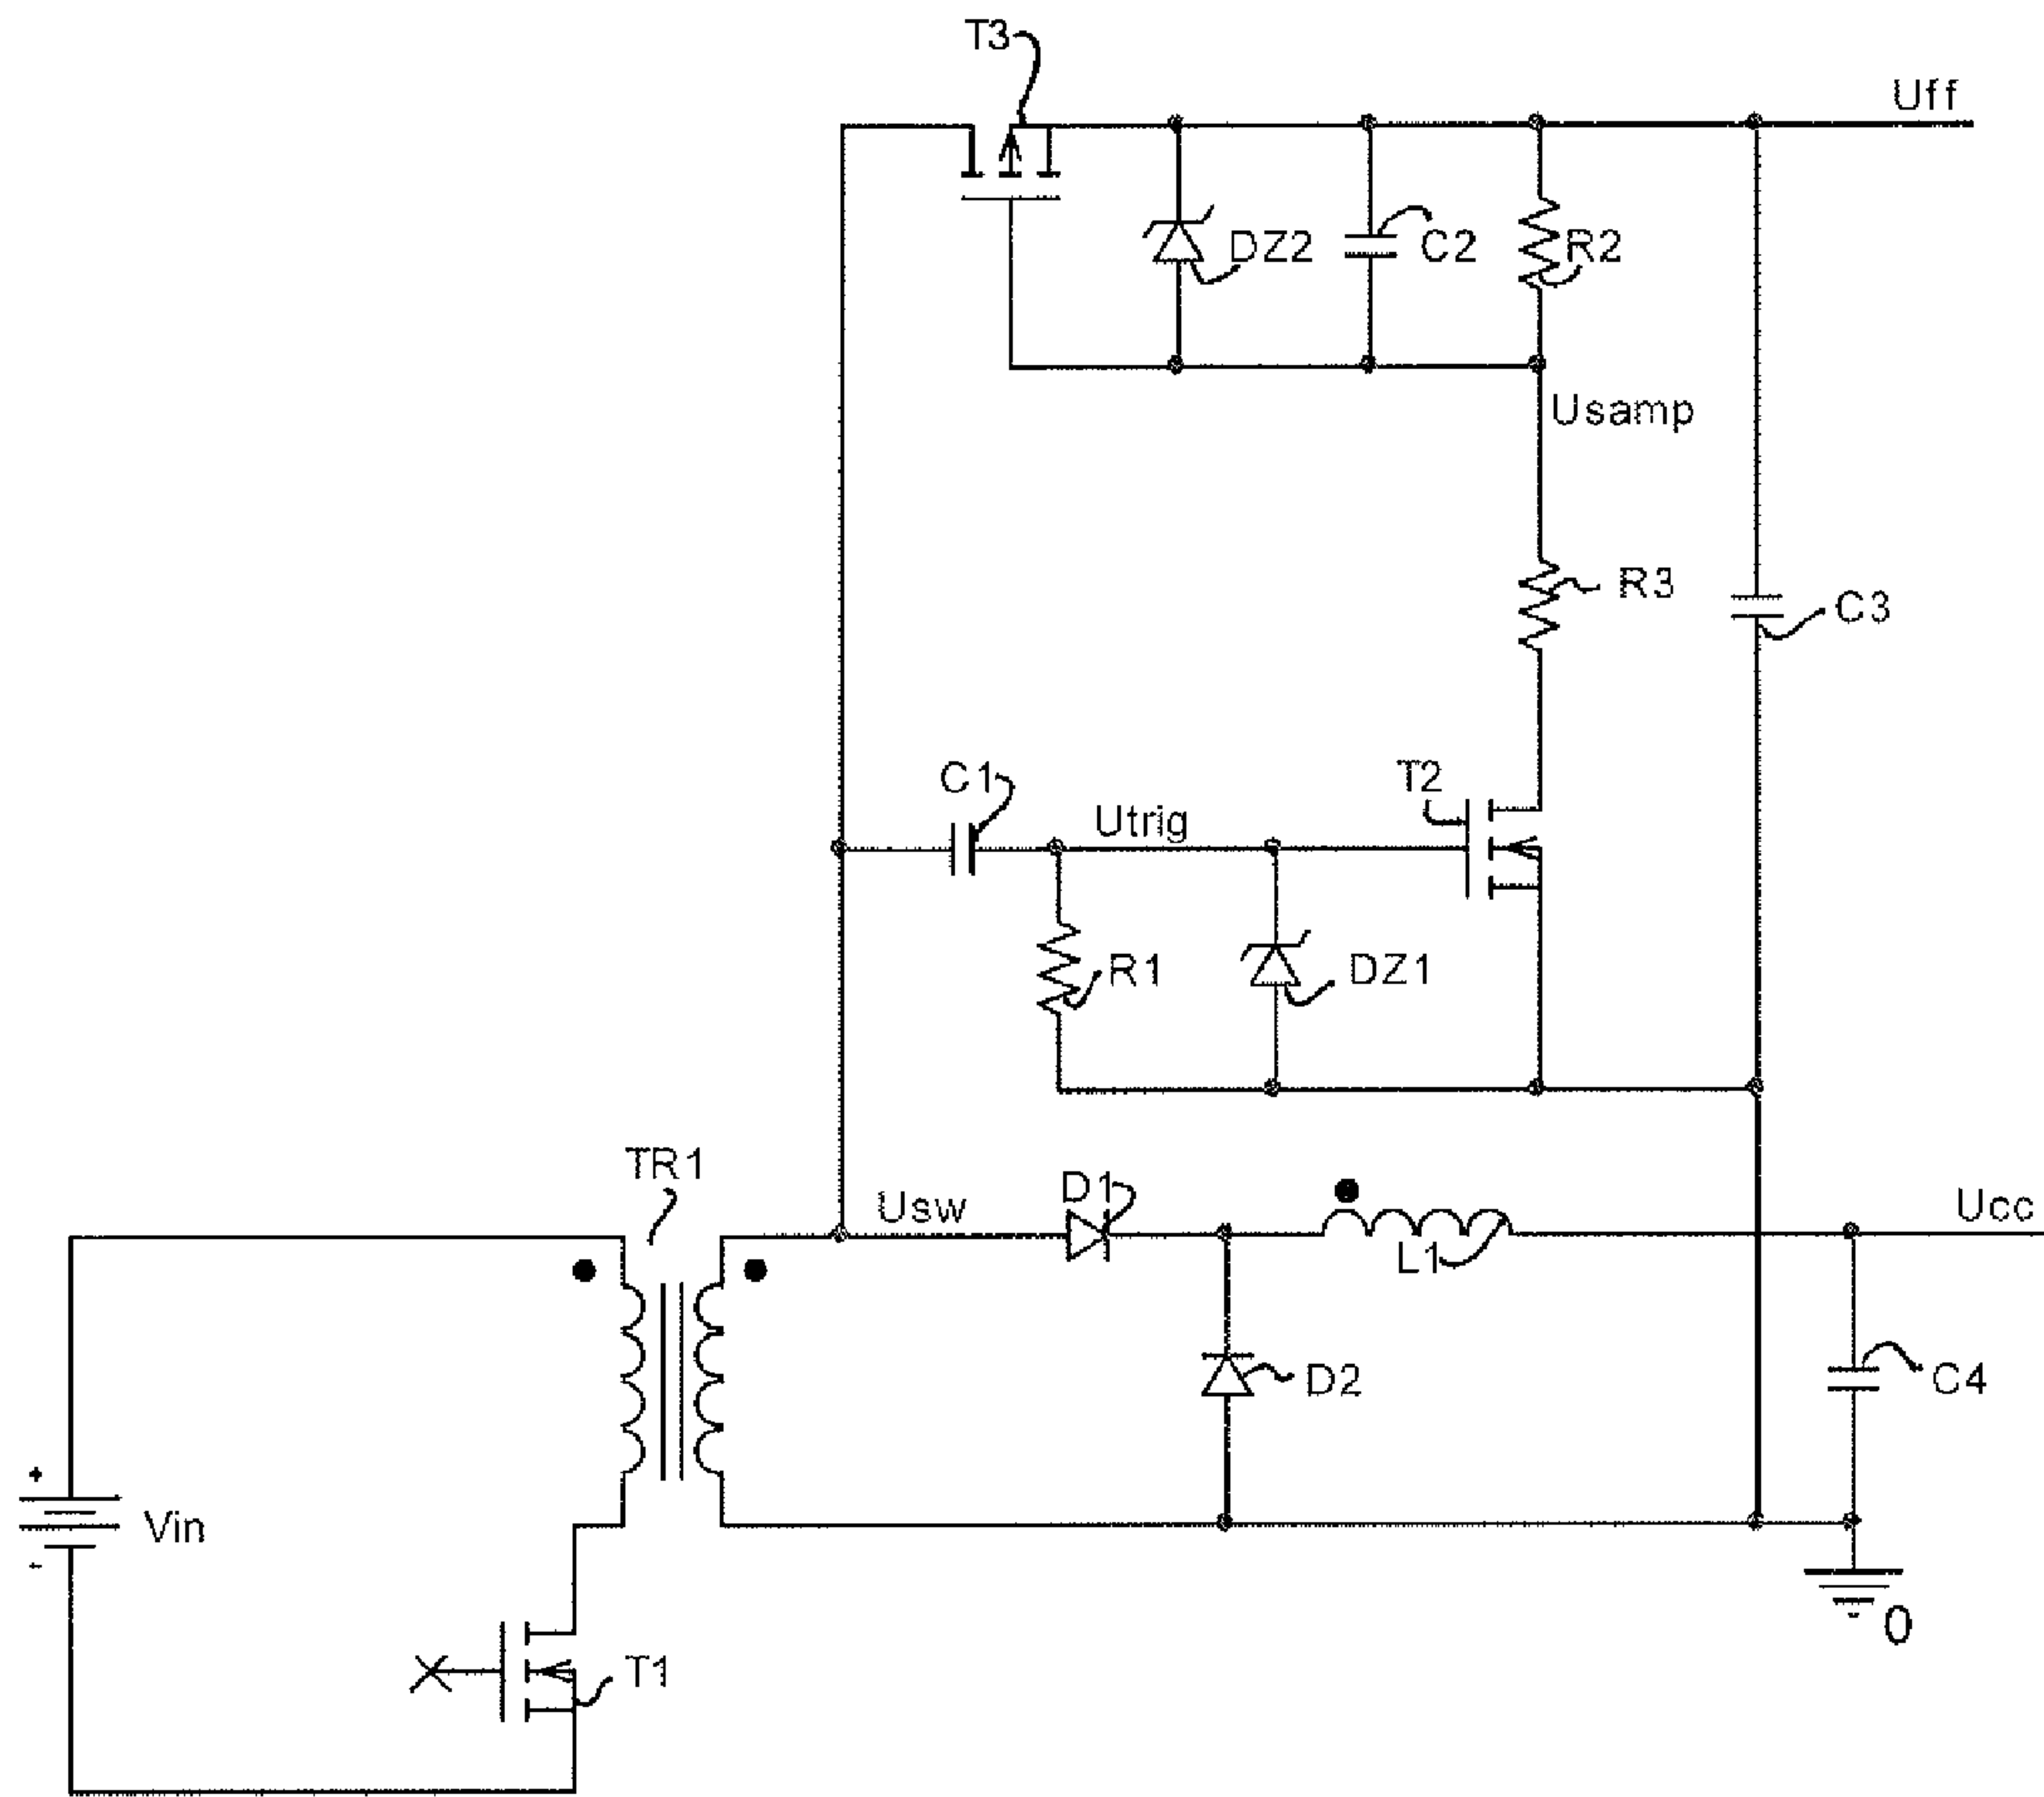 T3
Uff
DZ2
C2
R2
Usamp
R3
C3
C1
Utrig
T2
R1
DZ1
TR1
Usw
D1
L1
Ucc
D2
C4
+
Vin
-
0
T1